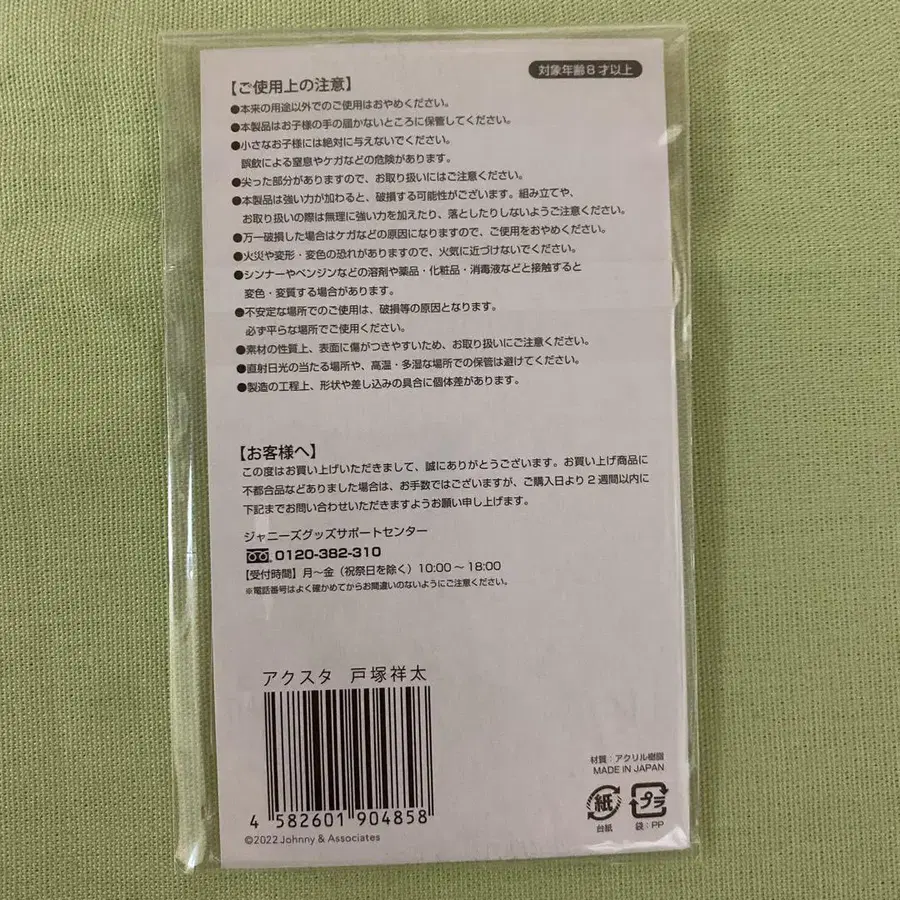 対象年齢8才以上
【ご使用上の注意】
●本来の用途以外でのご使用はおやめください。
●本製品はお子様の手の届かないところに保管してください。
●小さなお子様には絶対に与えないでください。
誤飲による窒息やケガなどの危険があります。
●尖った部分がありますので、お取り扱いにはご注意ください。
●本製品は強い力が加わると、破損する可能性がございます。組み立てや、
お取り扱いの際は無理に強い力を加えたり、落としたりしないようご注意ください。
●万一破損した場合はケガなどの原因になりますので、ご使用をおやめください。
●火災や変形・変色の恐れがありますので、火気に近づけないでください。
●シンナーやベンジンなどの溶剤や薬品・化粧品・消毒液などと接触すると
変色・変質する場合があります。
●不安定な場所でのご使用は、破損等の原因となります。
必ず平らな場所でご使用ください。
●素材の性質上、表面に傷がつきやすいため、お取り扱いにご注意ください。
●直射日光の当たる場所や、高温・多湿な場所での保管は避けてください。
●製造の工程上、形状や差し込みの具合に個体差があります。
【お客様へ】
この度はお買い上げいただきまして、誠にありがとうございます。お買い上げ商品に
不都合品などありました場合は、お手数ではございますが、ご購入日より2週間以内に
下記までお問い合わせいただきますようお願い申し上げます。
ジャニーズグッズサポートセンター
0120-382-310
【受付時間】月～金（祝祭日を除く）10:00～18:00
※電話番号はよく確かめてからお間違いのないようにご注意ください。
アクスタ 戸塚祥太
4 582601 904858
©2022 Johnny & Associates
材質：アクリル樹脂
MADE IN JAPAN
紙 プラ
台紙 袋：PP